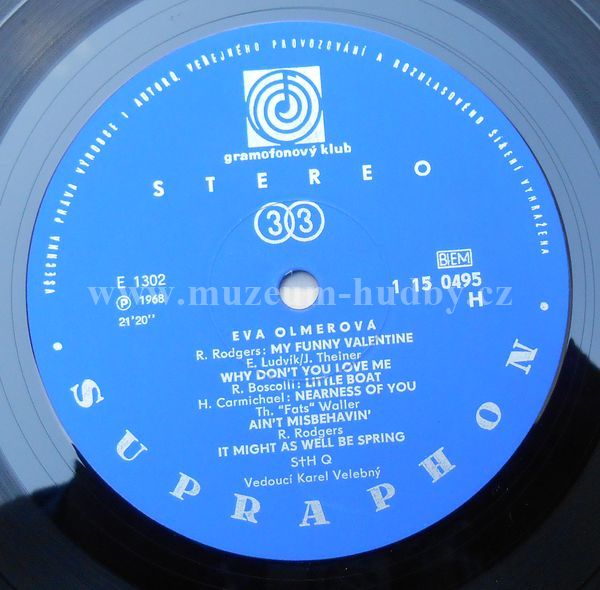 VŠECHNA PRÁVA VÝROBCE I AUTORŮ VEŘEJNÉHO PROVOZOVÁNÍ A ROZHLASOVÉHO ŠÍŘENÍ VYHRAŽENA
gramofonový klub
STEREO
33
BIEM
E 1302
1 15 0495
H
℗ 1968
21'20''
www.muzeum-hudby.cz
EVA OLMEROVÁ
R. Rodgers: MY FUNNY VALENTINE
E. Ludvík/J. Theiner
WHY DON'T YOU LOVE ME
R. Boscolli: LITTLE BOAT
H. Carmichael: NEARNESS OF YOU
Th. "Fats" Waller
AIN'T MISBEHAVIN'
R. Rodgers
IT MIGHT AS WELL BE SPRING
S+H Q
Vedoucí Karel Velebný
SUPRAPHON